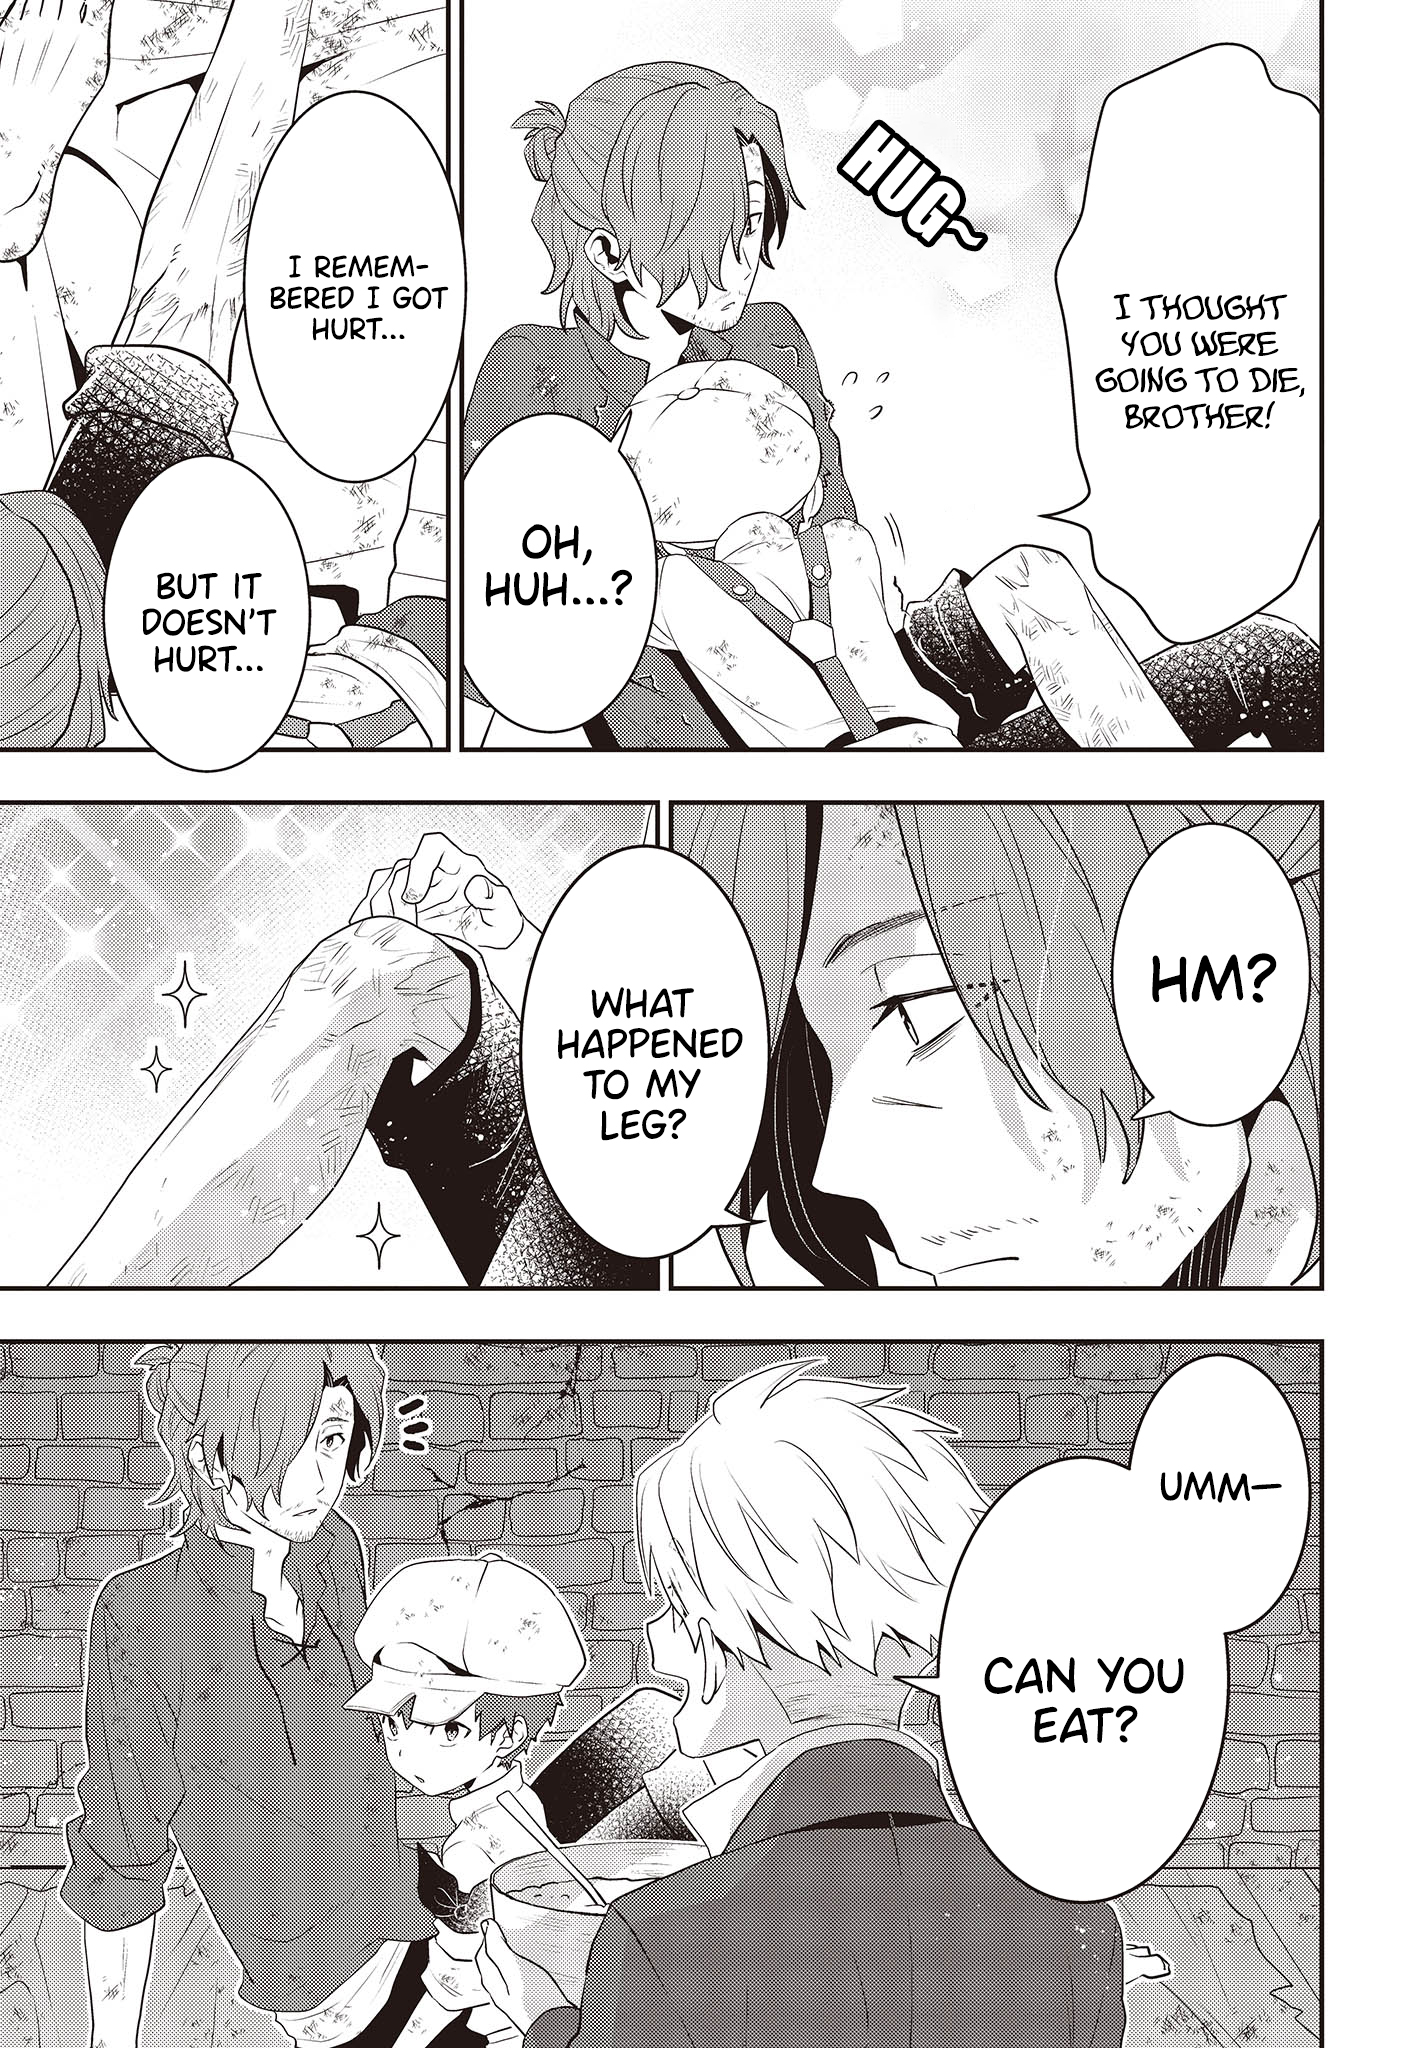 I THOUGHT
YOU WERE
GOING TO DIE,
BROTHER!
HUG~
OH,
HUH...?
I REMEM-
BERED I GOT
HURT...
BUT IT
DOESN'T
HURT...
HM?
WHAT
HAPPENED
TO MY
LEG?
UMM—
CAN YOU
EAT?